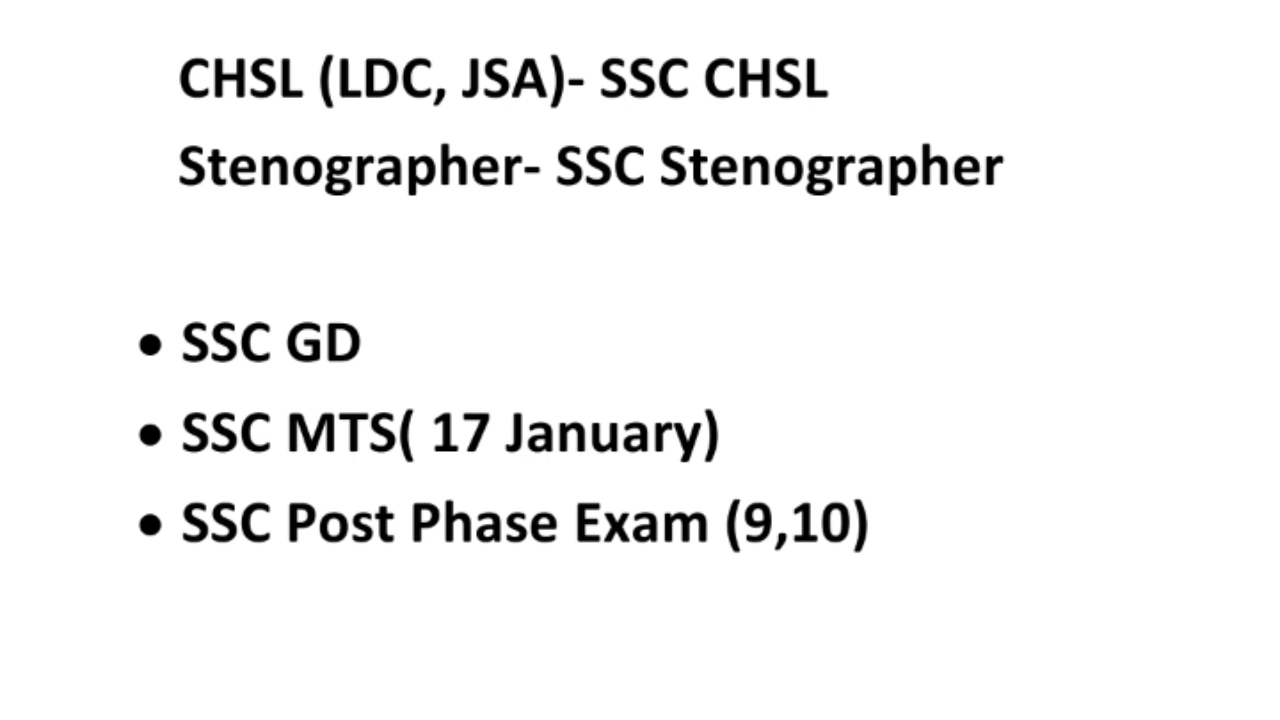 CHSL (LDC, JSA)- SSC CHSL
Stenographer- SSC Stenographer
• SSC GD
• SSC MTS( 17 January)
• SSC Post Phase Exam (9,10)